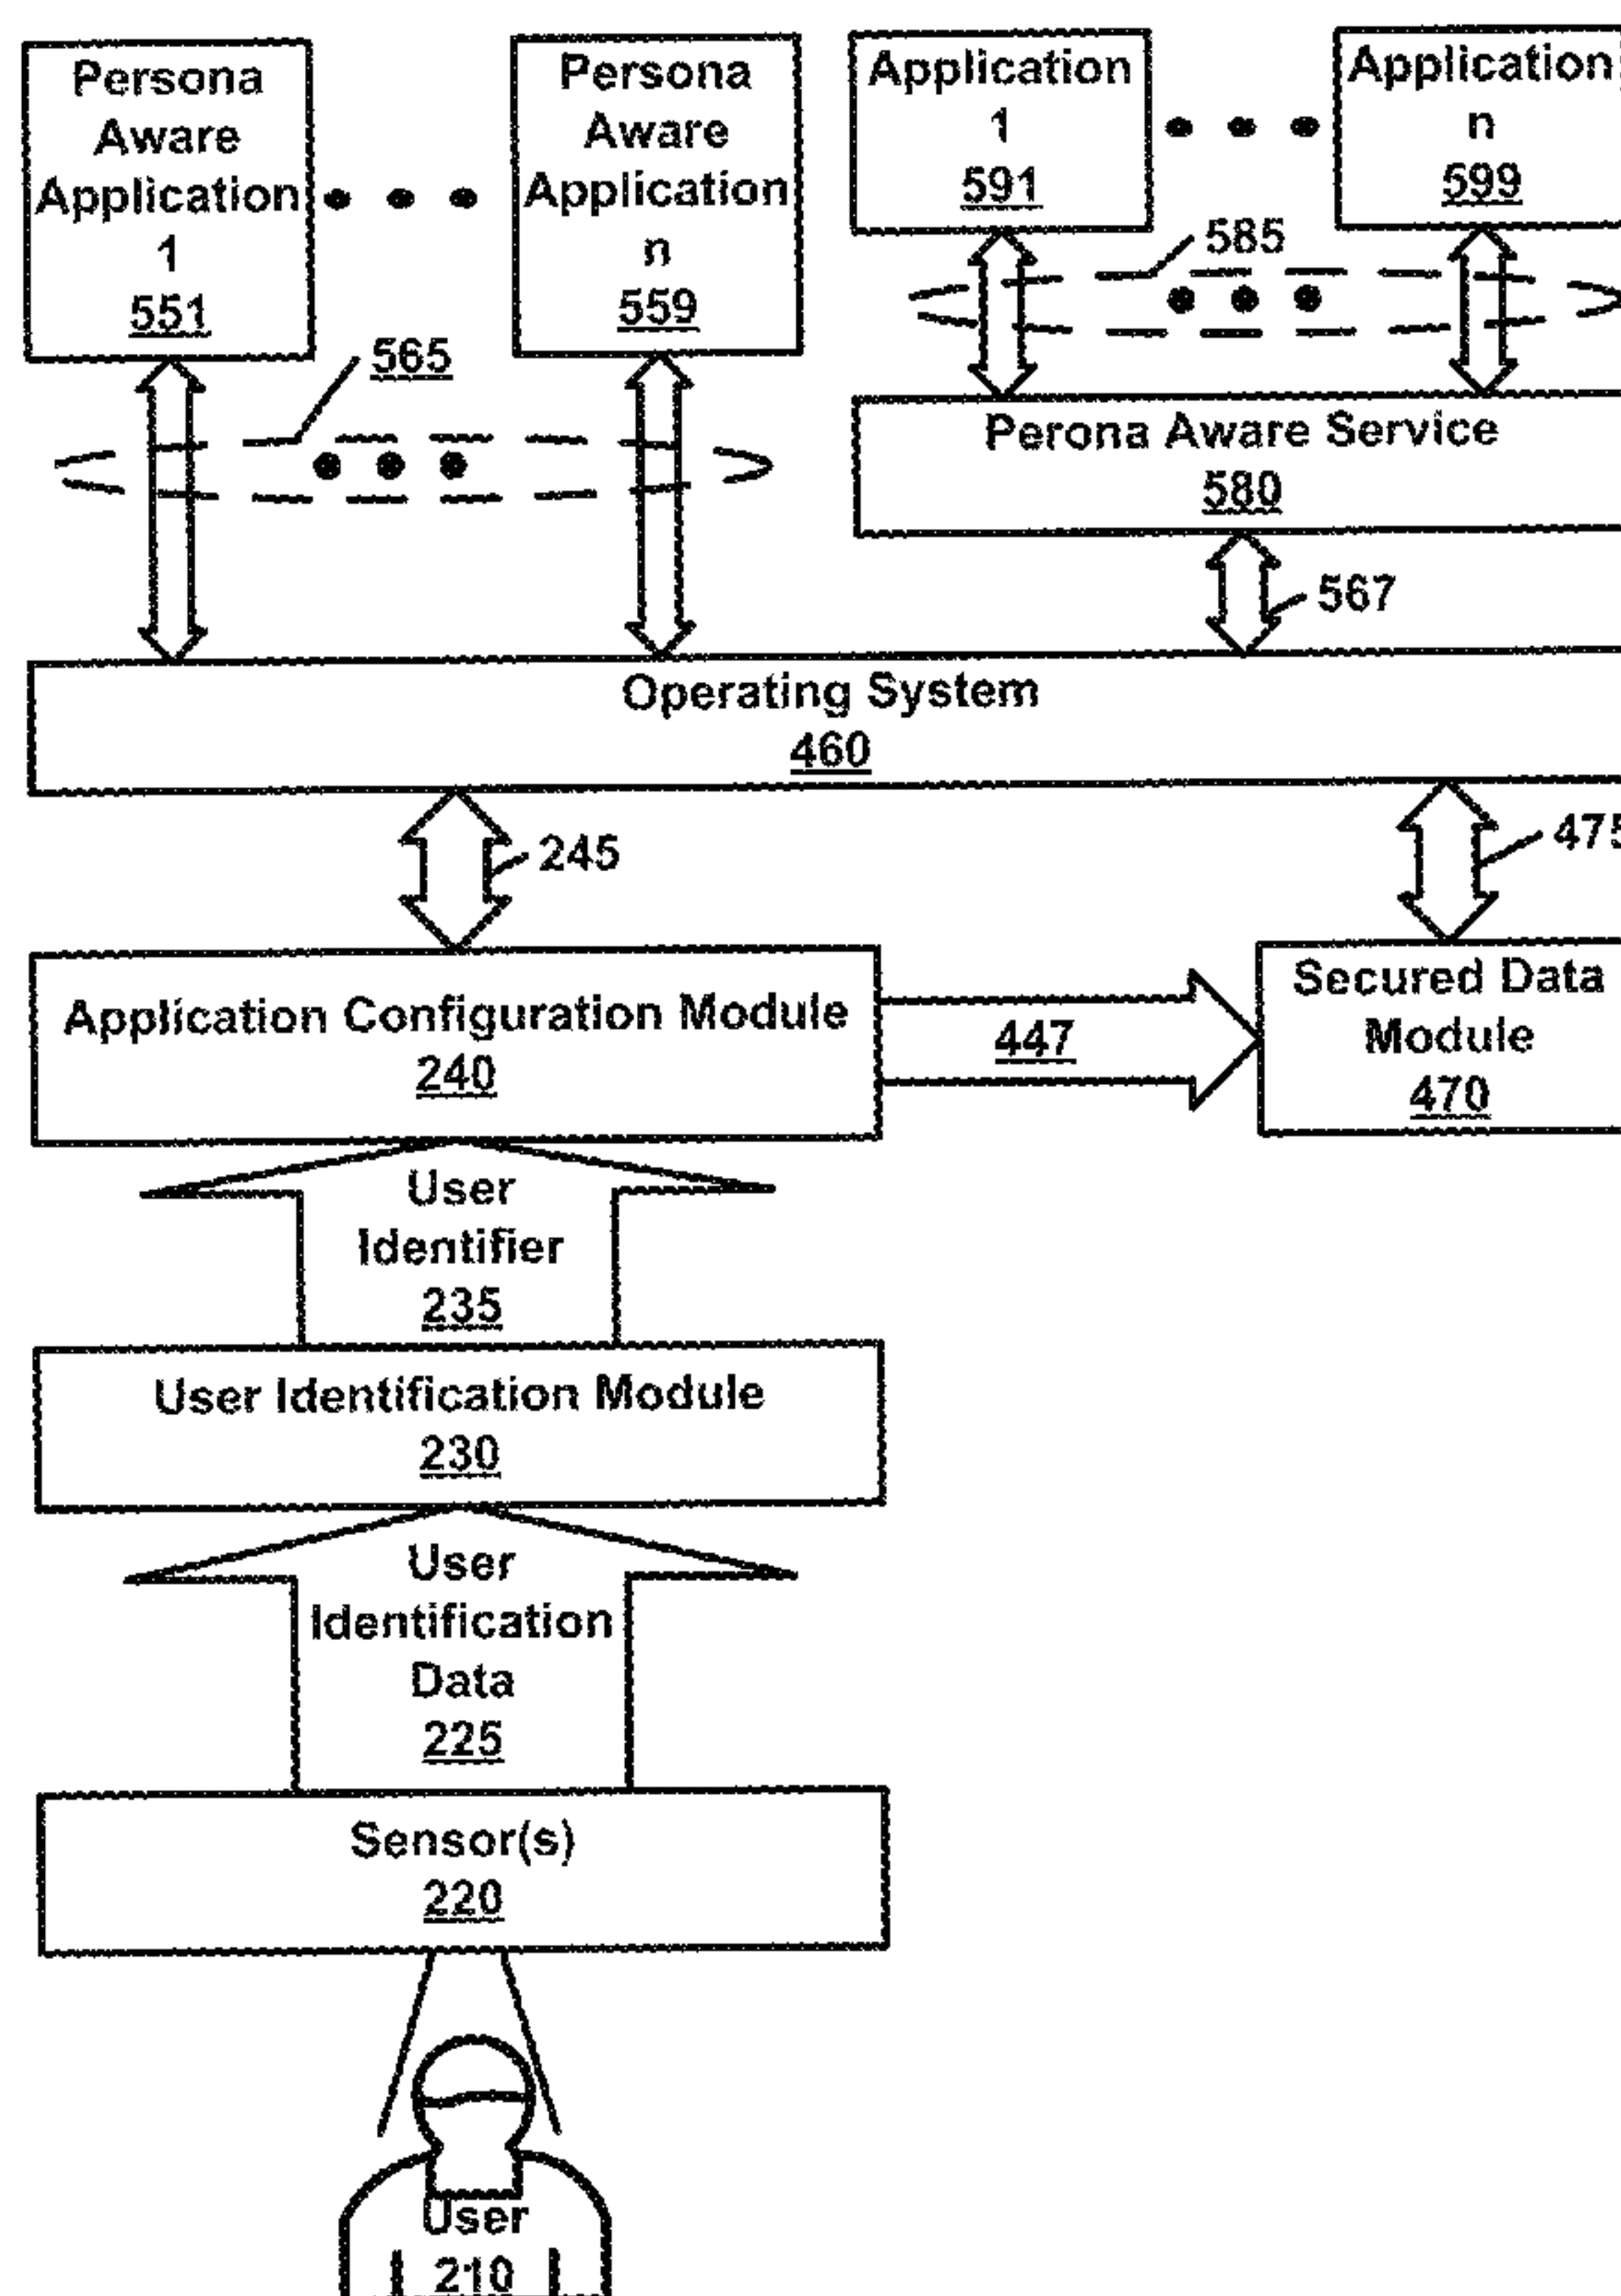 Persona
Aware
Application
1
551
Persona
Aware
Application
n
559
Application
1
591
Application
n
599
585
565
Perona Aware Service
580
567
Operating System
460
245
475
Application Configuration Module
240
447
Secured Data
Module
470
User
Identifier
235
User Identification Module
230
User
Identification
Data
225
Sensor(s)
220
User
210